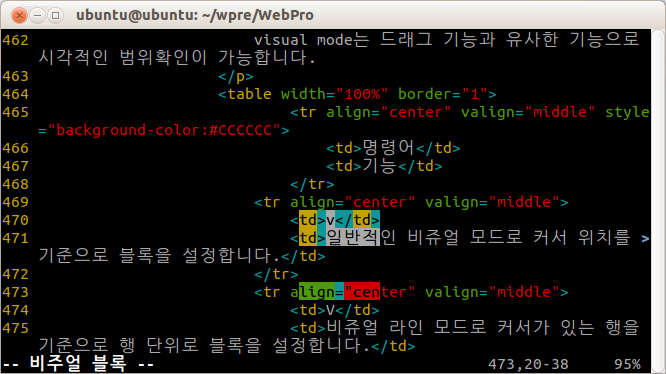 ubuntu@ubuntu: ~/wpre/WebPro
462 visual mode는 드래그 기능과 유사한 기능으로
시각적인 범위확인이 가능합니다.
463 </p>
464 <table width="100%" border="1">
465 <tr align="center" valign="middle" style
="background-color:#CCCCCC">
466 <td>명령어</td>
467 <td>기능</td>
468 </tr>
469 <tr align="center" valign="middle">
470 <td>v</td>
471 <td>일반적인 비쥬얼 모드로 커서 위치를 >
기준으로 블록을 설정합니다.</td>
472 </tr>
473 <tr align="center" valign="middle">
474 <td>V</td>
475 <td>비쥬얼 라인 모드로 커서가 있는 행을
기준으로 행 단위로 블록을 설정합니다.</td>
-- 비주얼 블록 -- 473,20-38 95%